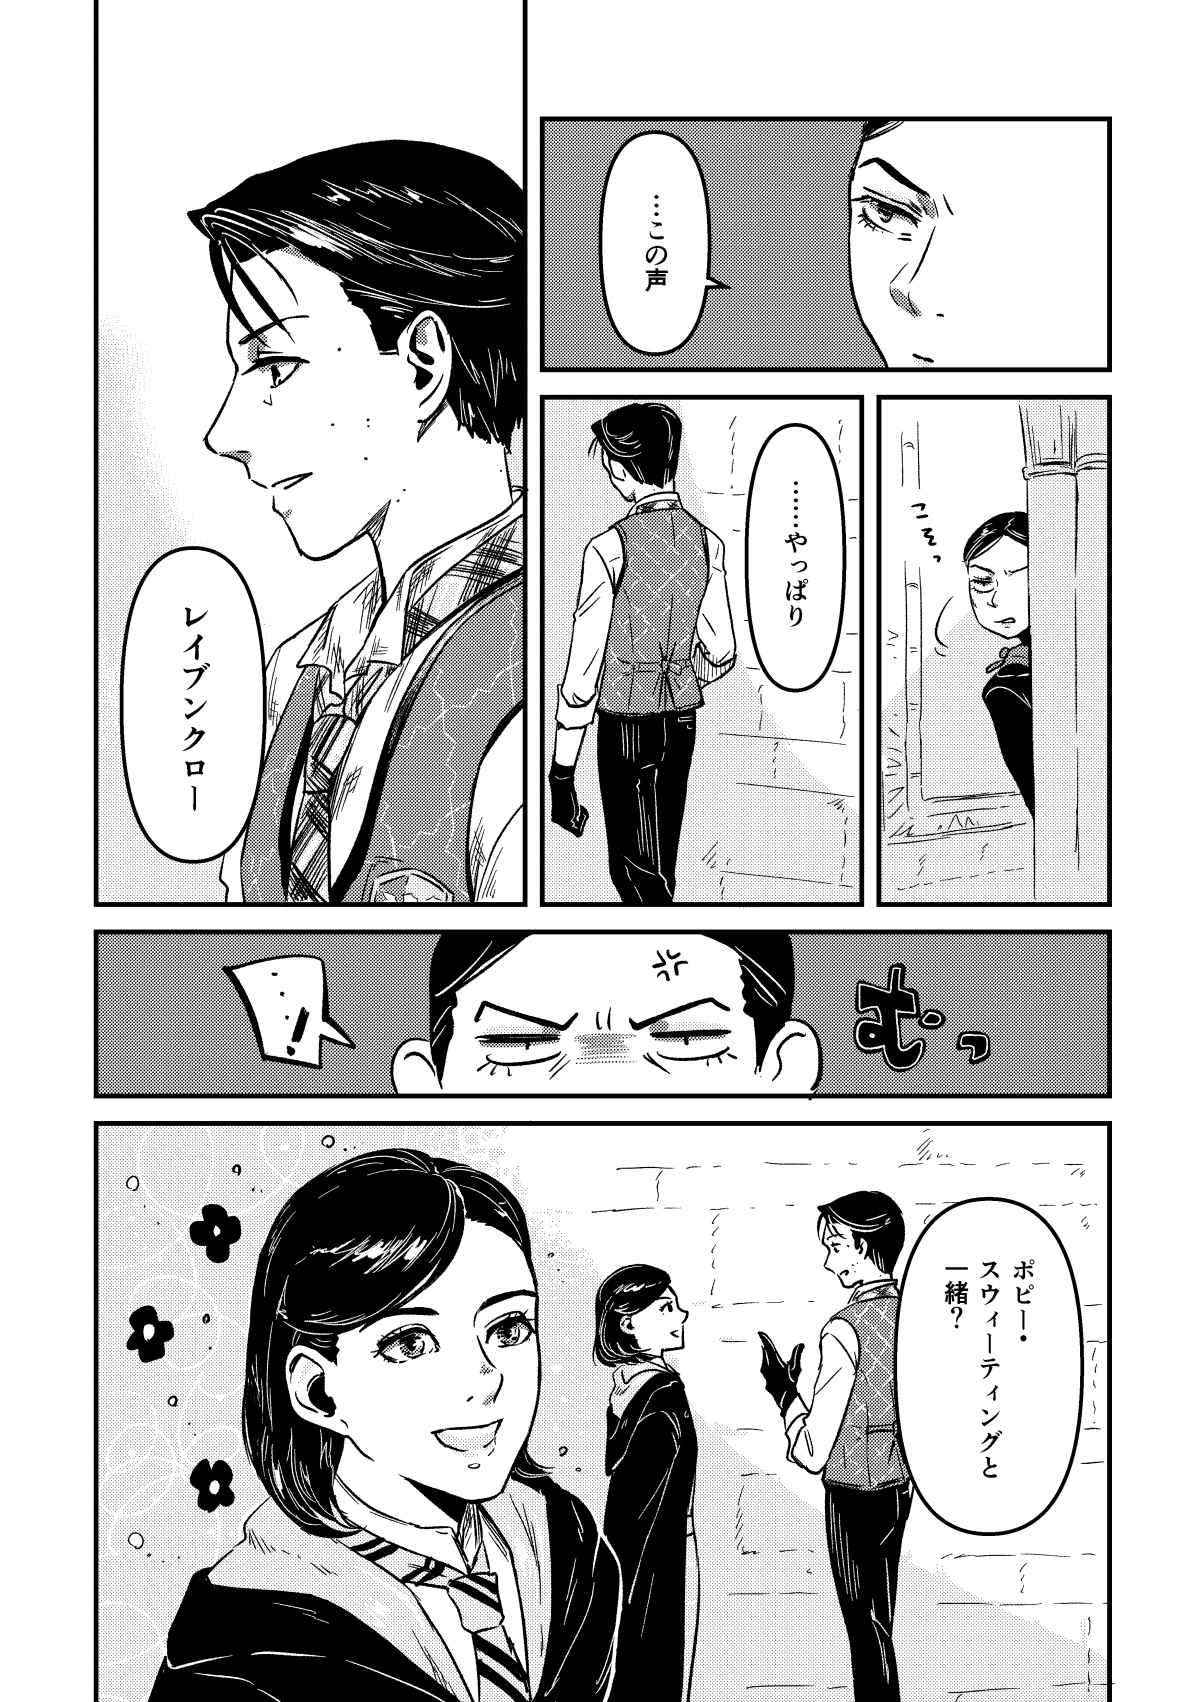 …この声
こそっ
……やっぱり
レイブンクロー
むっ
!
ポピー・
スウィーティングと
一緒？